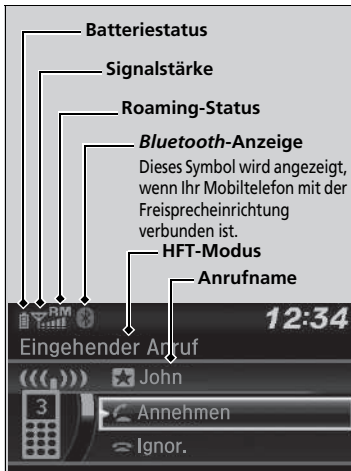 Batteriestatus
Signalstärke
Roaming-Status
Bluetooth-Anzeige
Dieses Symbol wird angezeigt,
wenn Ihr Mobiltelefon mit der
Freisprecheinrichtung
verbunden ist.
HFT-Modus
Anrufname
RM
12:34
Eingehender Anruf
John
3
Annehmen
Ignor.